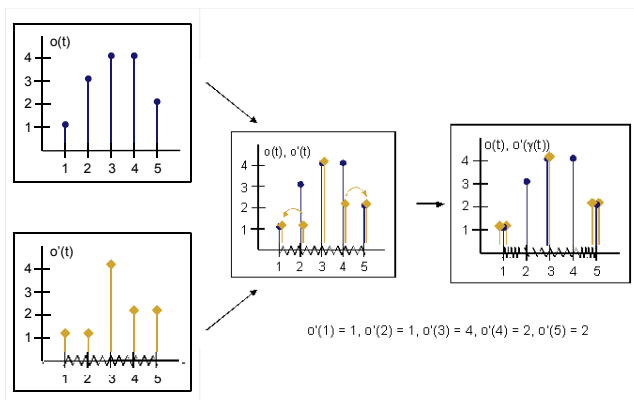 o(t)
4
3
2
1
1 2 3 4 5
o'(t)
4
3
2
1
1 2 3 4 5
o(t), o'(t)
4
3
2
1
1 2 3 4 5
o(t), o'(γ(t))
4
3
2
1
1 2 3 4 5
o'(1) = 1, o'(2) = 1, o'(3) = 4, o'(4) = 2, o'(5) = 2